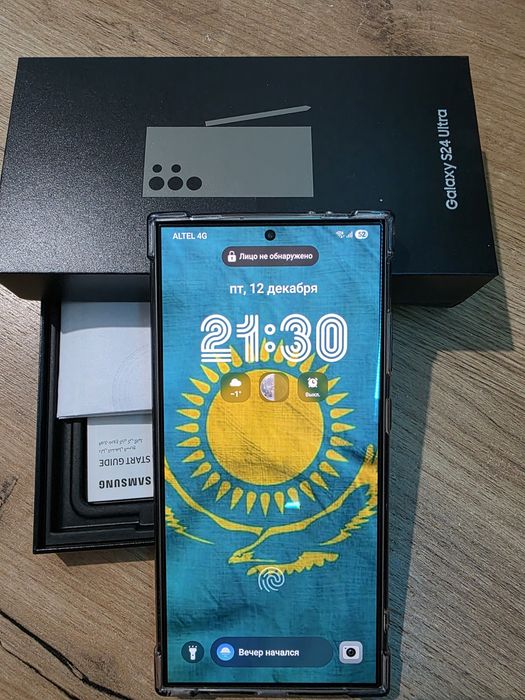 Galaxy S24 Ultra
ALTEL 4G
52
Лицо не обнаружено
пт, 12 декабря
21:30
-1°
Выкл.
Вечер начался
START GUIDE
SAMSUNG